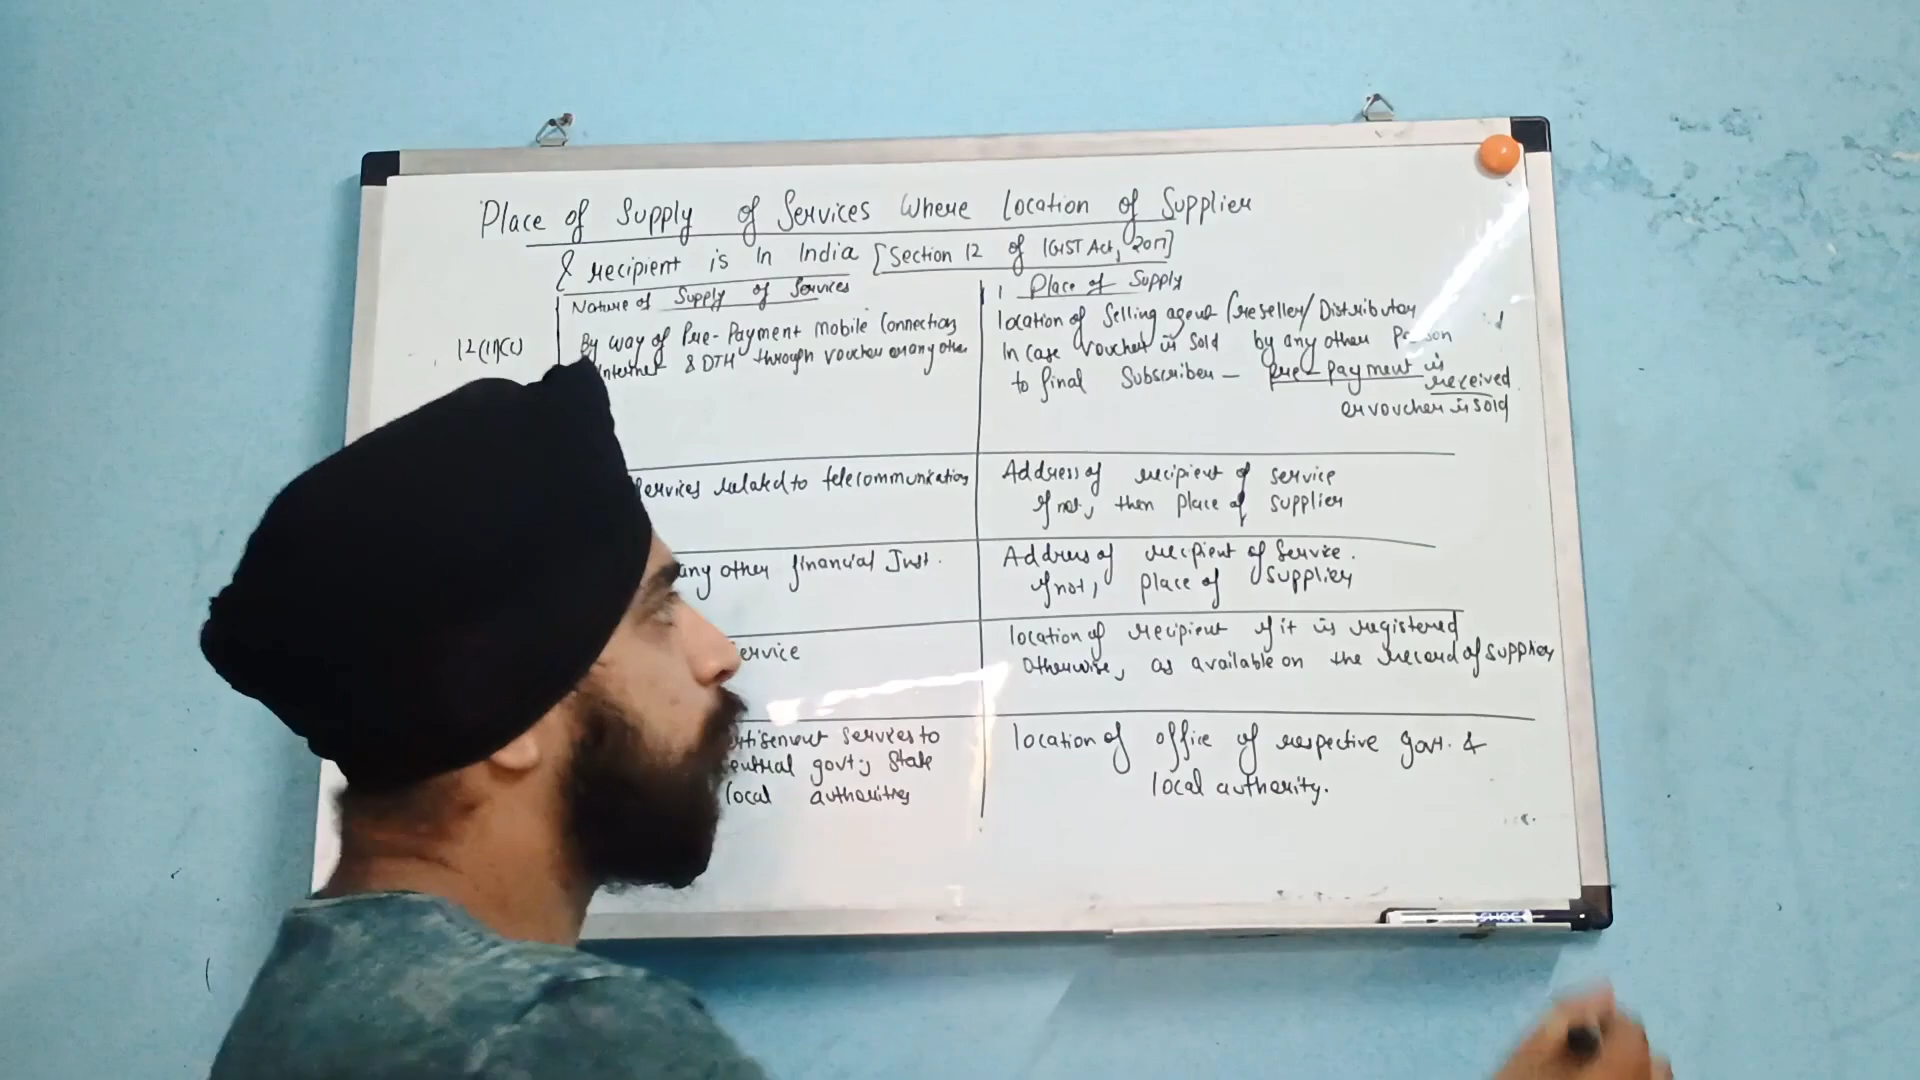 Place of Supply of Services Where Location of Supplier
& recipient is in India [Section 12 of IGST Act, 2017]
Nature of Supply of Services
Place of Supply
12(11)(c)
By way of Pre-Payment Mobile Connection,
Internet & DTH through voucher or any other
location of Selling agent/reseller/Distributor
In case voucher is sold by any other Person
to final Subscriber - pre-payment is
received
or voucher is sold
services related to telecommunication
Address of recipient of service
If not, then place of supplier
any other financial Inst.
Address of recipient of Service.
If not, place of supplier
ervice
location of recipient if it is registered
Otherwise, as available on the record of supplier
rtisement services to
entral govt; State
local authorities
location of office of respective govt. &
local authority.